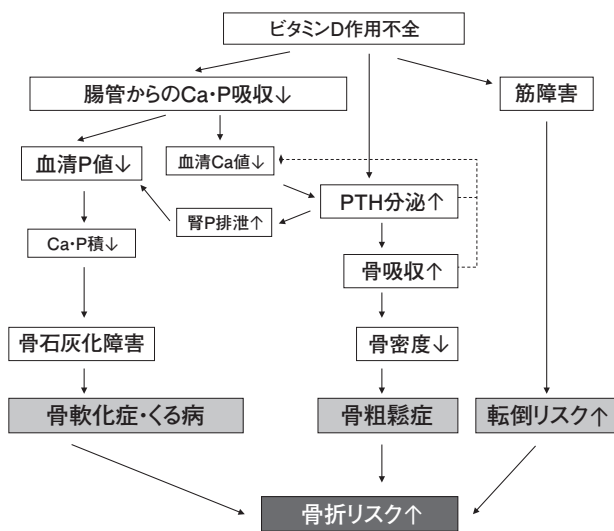 ビタミンD作用不全
腸管からのCa・P吸収↓
筋障害
血清P値↓
血清Ca値↓
PTH分泌↑
腎P排泄↑
Ca・P積↓
骨吸収↑
骨石灰化障害
骨密度↓
骨軟化症・くる病
骨粗鬆症
転倒リスク↑
骨折リスク↑